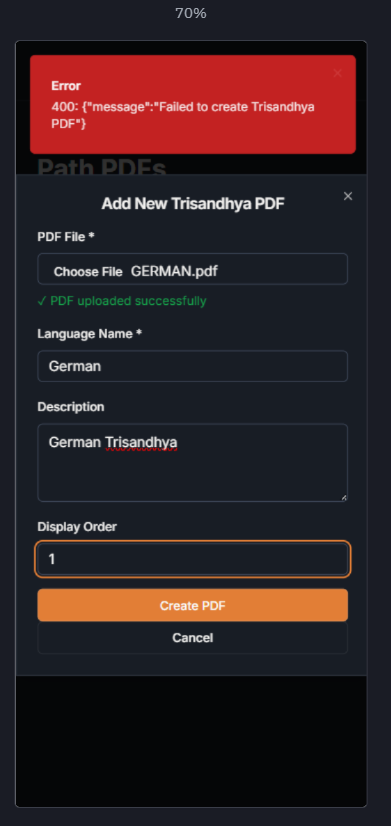 70%
Error
400: {"message":"Failed to create Trisandhya
PDF"}
Path PDFs
Add New Trisandhya PDF
PDF File *
Choose File GERMAN.pdf
✓ PDF uploaded successfully
Language Name *
German
Description
German Trisandhya
Display Order
1
Create PDF
Cancel